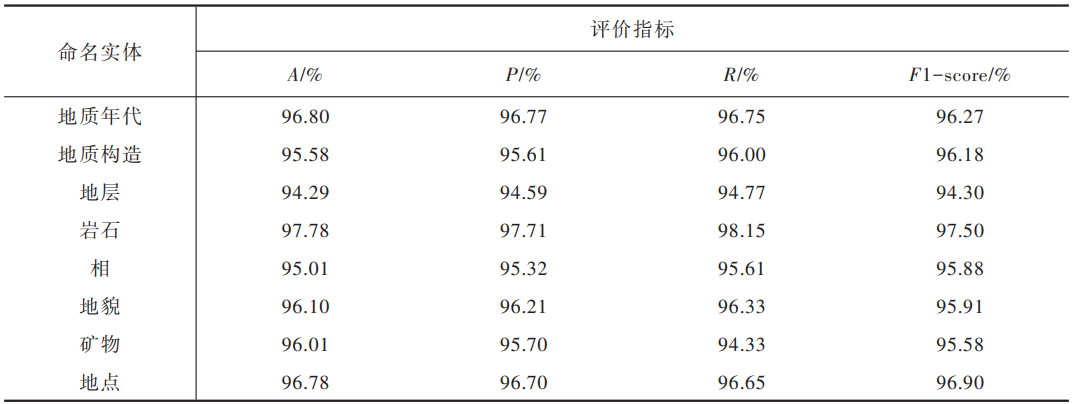 命名实体 评价指标
A/% P/% R/% F1-score/%
地质年代 96.80 96.77 96.75 96.27
地质构造 95.58 95.61 96.00 96.18
地层 94.29 94.59 94.77 94.30
岩石 97.78 97.71 98.15 97.50
相 95.01 95.32 95.61 95.88
地貌 96.10 96.21 96.33 95.91
矿物 96.01 95.70 94.33 95.58
地点 96.78 96.70 96.65 96.90